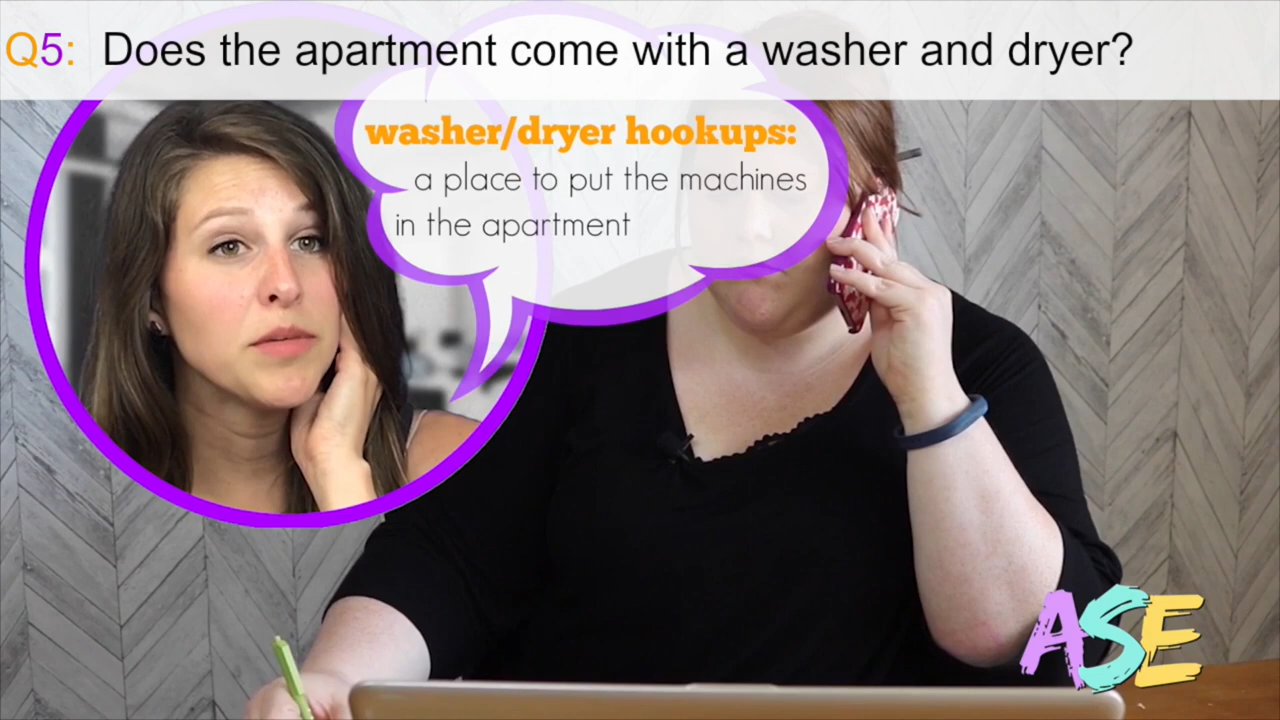 Q5: Does the apartment come with a washer and dryer?
washer/dryer hookups:
a place to put the machines
in the apartment
ASE